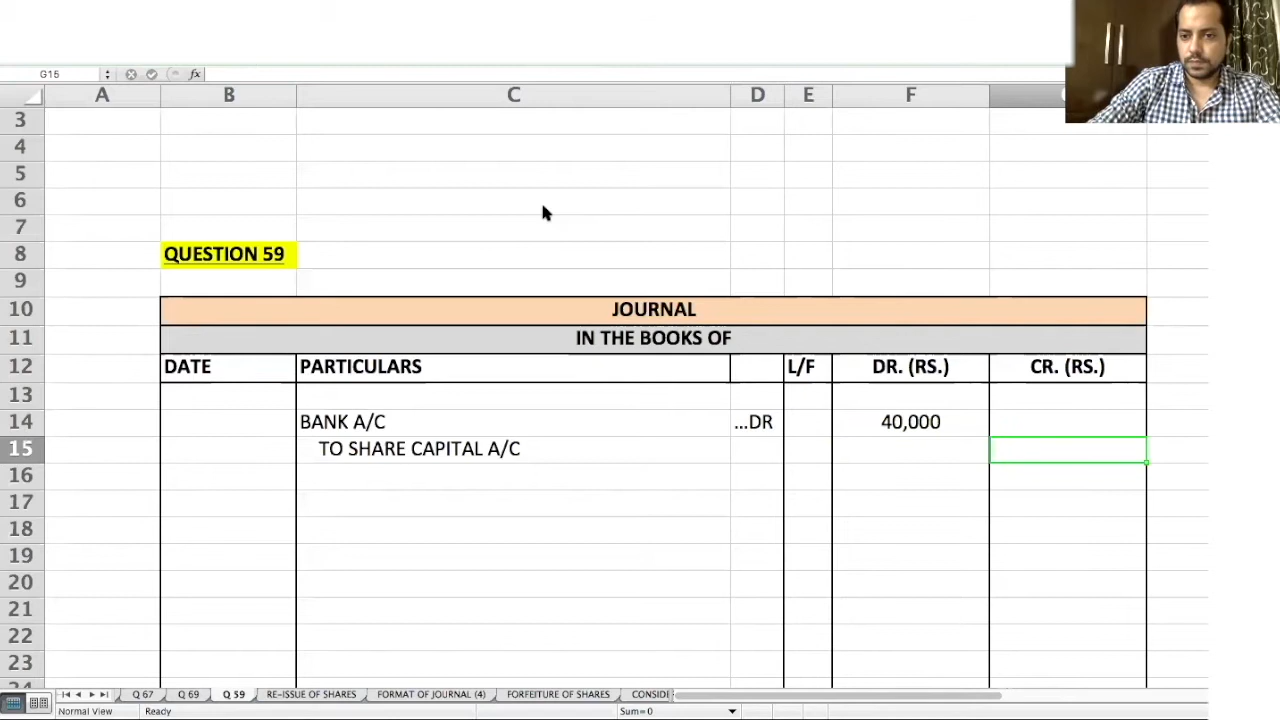 G15 fx
A B C D E F
3
4
5
6
7
8 QUESTION 59
9
10 JOURNAL
11 IN THE BOOKS OF
12 DATE PARTICULARS L/F DR. (RS.) CR. (RS.)
13
14 BANK A/C ...DR 40,000
15 TO SHARE CAPITAL A/C
16
17
18
19
20
21
22
23
Q 67 Q 69 Q 59 RE-ISSUE OF SHARES FORMAT OF JOURNAL (4) FORFEITURE OF SHARES CONSIDI
Normal View Ready Sum=0